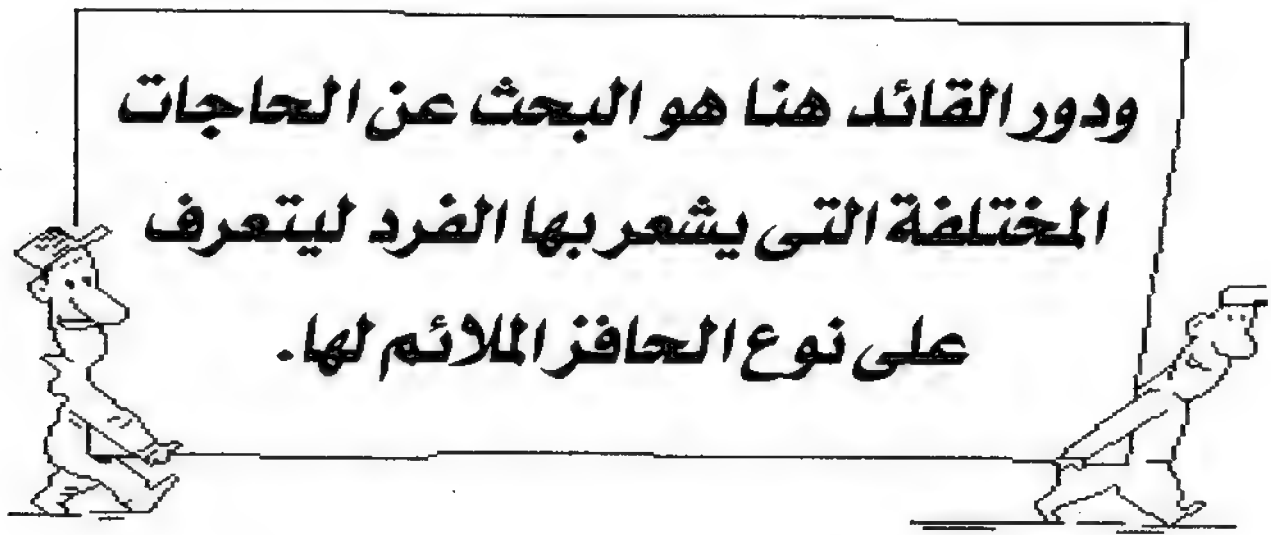 ودور القائد هنا هو البحث عن الحاجات
المختلفة التى يشعر بها الفرد ليتعرف
على نوع الحافز الملائم لها.